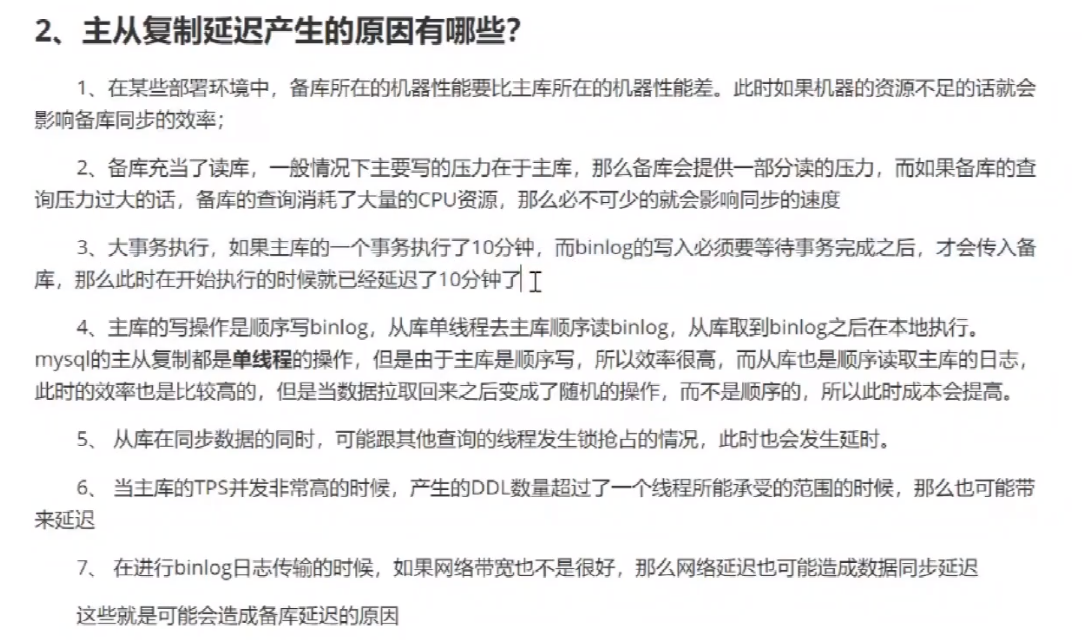 2、主从复制延迟产生的原因有哪些？
1、在某些部署环境中，备库所在的机器性能要比主库所在的机器性能差。此时如果机器的资源不足的话就会
影响备库同步的效率；
2、备库充当了读库，一般情况下主要写的压力在于主库，那么备库会提供一部分读的压力，而如果备库的查
询压力过大的话，备库的查询消耗了大量的CPU资源，那么必不可少的就会影响同步的速度
3、大事务执行，如果主库的一个事务执行了10分钟，而binlog的写入必须要等待事务完成之后，才会传入备
库，那么此时在开始执行的时候就已经延迟了10分钟了
4、主库的写操作是顺序写binlog，从库单线程去主库顺序读binlog，从库取到binlog之后在本地执行。
mysql的主从复制都是单线程的操作，但是由于主库是顺序写，所以效率很高，而从库也是顺序读取主库的日志，
此时的效率也是比较高的，但是当数据拉取回来之后变成了随机的操作，而不是顺序的，所以此时成本会提高。
5、 从库在同步数据的同时，可能跟其他查询的线程发生锁抢占的情况，此时也会发生延时。
6、 当主库的TPS并发非常高的时候，产生的DDL数量超过了一个线程所能承受的范围的时候，那么也可能带
来延迟
7、 在进行binlog日志传输的时候，如果网络带宽也不是很好，那么网络延迟也可能造成数据同步延迟
这些就是可能会造成备库延迟的原因